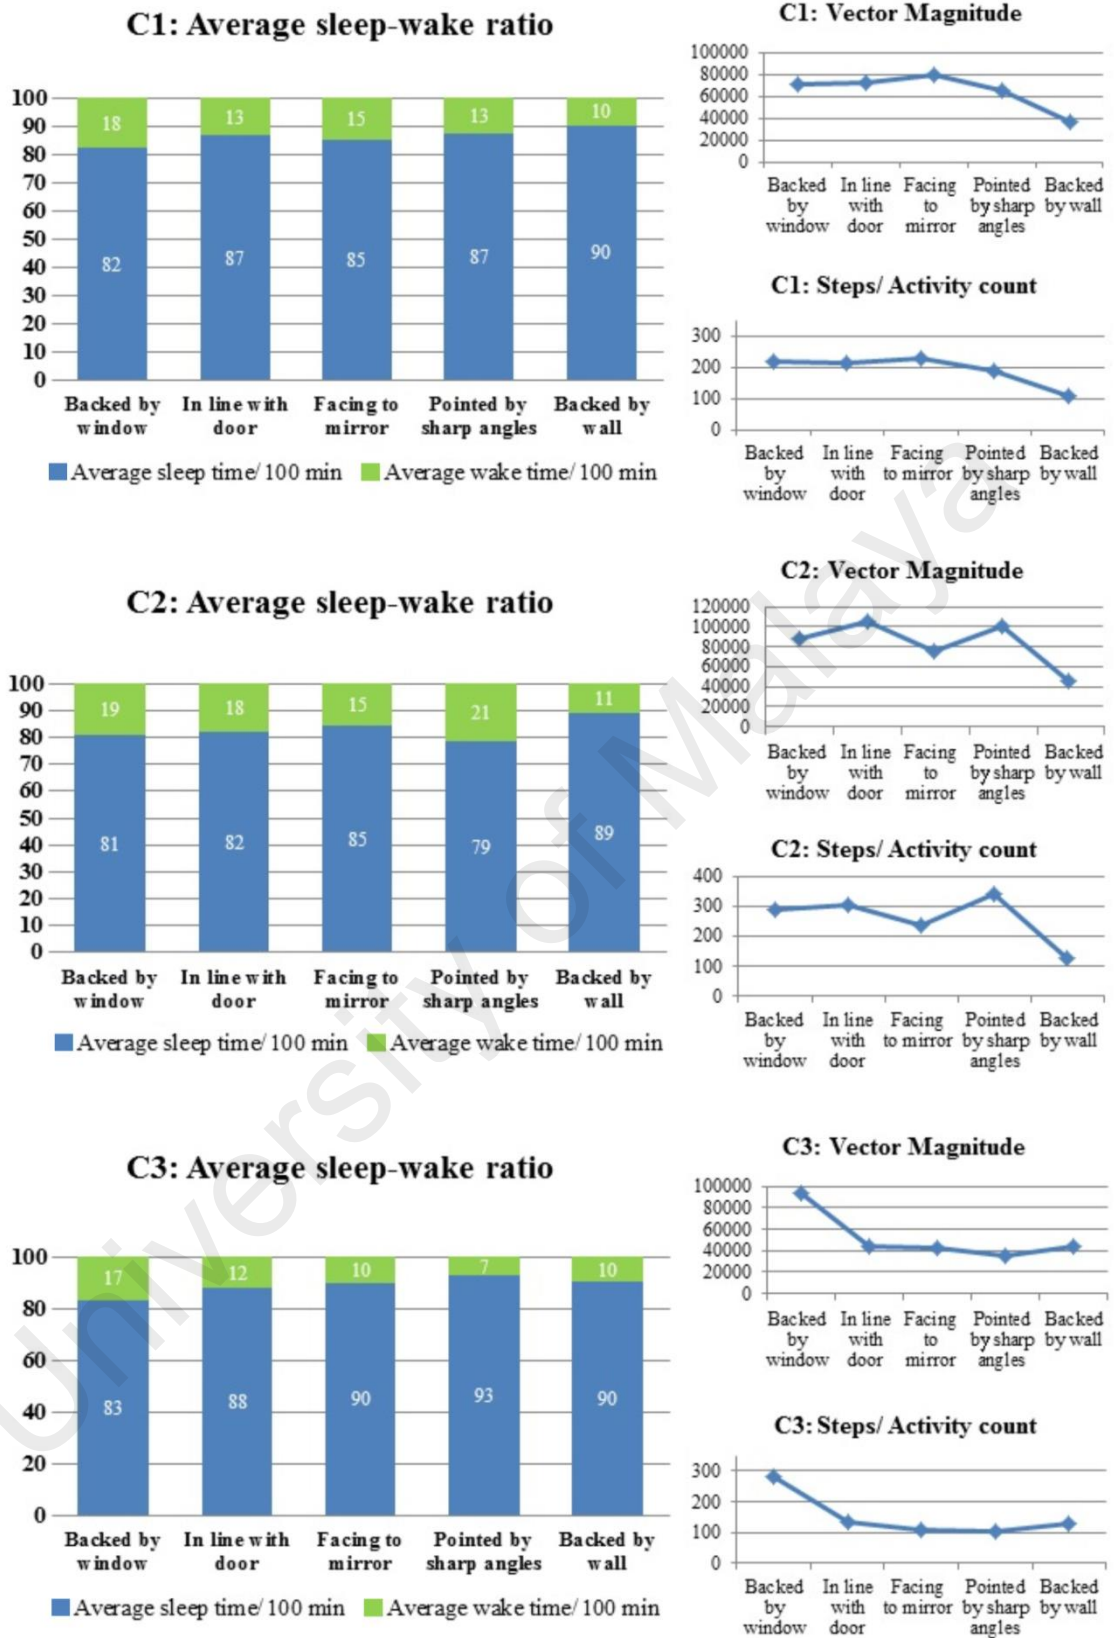 C1: Average sleep-wake ratio
100
90
80
70
60
50
40
30
20
10
0
18
13
15
13
10
82
87
85
87
90
Backed by
window
In line with
door
Facing to
mirror
Pointed by
sharp angles
Backed by
wall
Average sleep time/ 100 min
Average wake time/ 100 min
C1: Vector Magnitude
100000
80000
60000
40000
20000
0
Backed
by
window
In line
with
door
Facing
to
mirror
Pointed
by sharp
angles
Backed
by wall
C1: Steps/ Activity count
300
200
100
0
Backed
by
window
In line
with
door
Facing
to mirror
Pointed
by sharp
angles
Backed
by wall
C2: Average sleep-wake ratio
100
90
80
70
60
50
40
30
20
10
0
19
18
15
21
11
81
82
85
79
89
Backed by
window
In line with
door
Facing to
mirror
Pointed by
sharp angles
Backed by
wall
Average sleep time/ 100 min
Average wake time/ 100 min
C2: Vector Magnitude
120000
100000
80000
60000
40000
20000
0
Backed
by
window
In line
with
door
Facing
to
mirror
Pointed
by sharp
angles
Backed
by wall
C2: Steps/ Activity count
400
300
200
100
0
Backed
by
window
In line
with
door
Facing
to mirror
Pointed
by sharp
angles
Backed
by wall
C3: Average sleep-wake ratio
100
80
60
40
20
0
17
12
10
7
10
83
88
90
93
90
Backed by
window
In line with
door
Facing to
mirror
Pointed by
sharp angles
Backed by
wall
Average sleep time/ 100 min
Average wake time/ 100 min
C3: Vector Magnitude
100000
80000
60000
40000
20000
0
Backed
by
window
In line
with
door
Facing
to
mirror
Pointed
by sharp
angles
Backed
by wall
C3: Steps/ Activity count
300
200
100
0
Backed
by
window
In line
with
door
Facing
to mirror
Pointed
by sharp
angles
Backed
by wall
University of Malaya